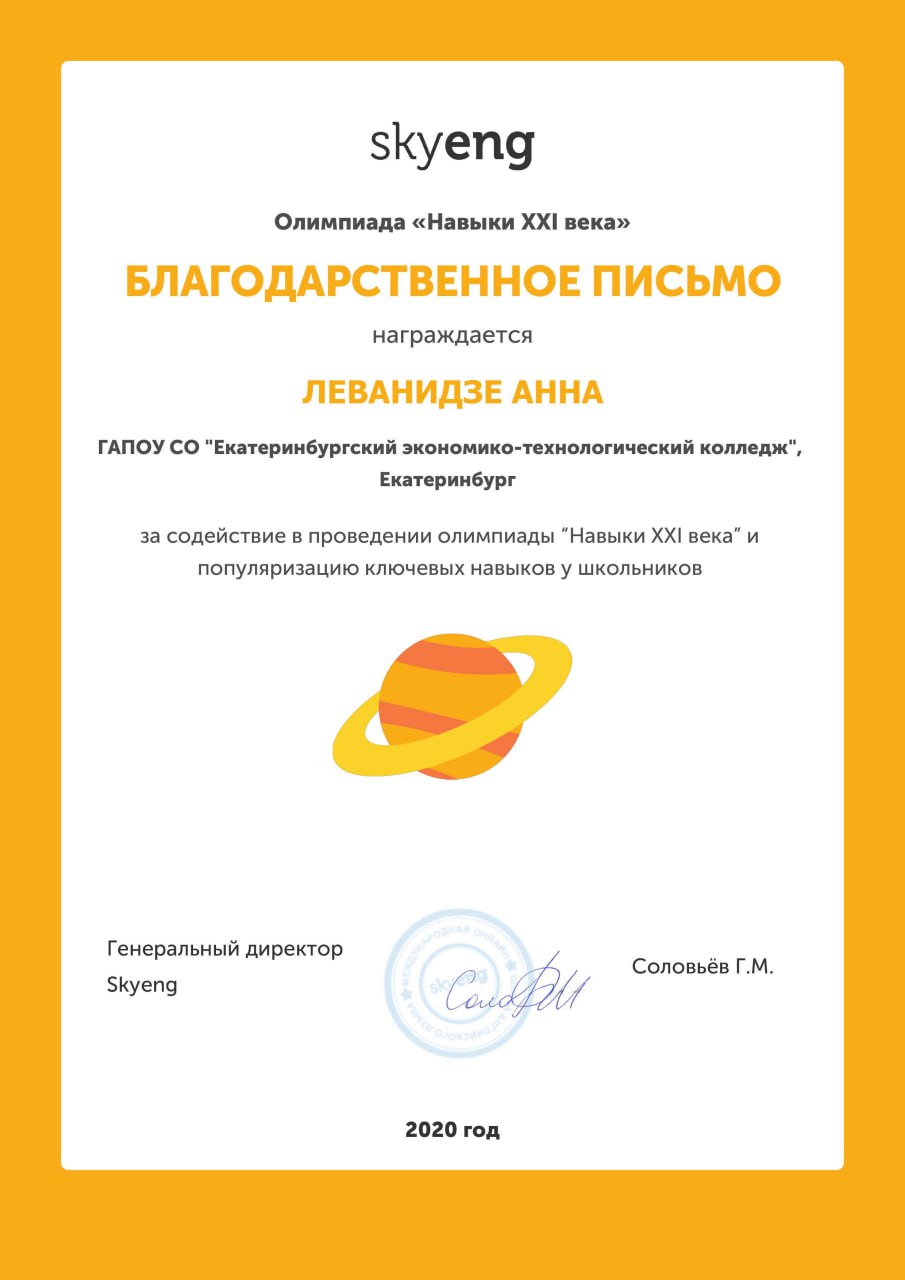 skyeng
Олимпиада «Навыки XXI века»
БЛАГОДАРСТВЕННОЕ ПИСЬМО
награждается
ЛЕВАНИДЗЕ АННА
ГАПОУ СО "Екатеринбургский экономико-технологический колледж",
Екатеринбург
за содействие в проведении олимпиады “Навыки XXI века” и
популяризацию ключевых навыков у школьников
Генеральный директор
Skyeng
МЕЖДУНАРОДНАЯ ОНЛАЙН
АНГЛИЙСКОГО ЯЗЫКА
skyeng
Соловьёв Г.М.
2020 год